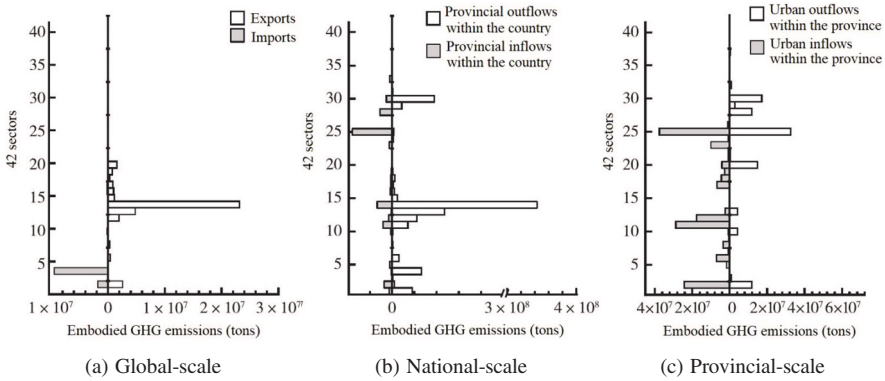 Exports
Imports
40
35
30
25
20
15
10
5
42 sectors
1×10⁷
0
1×10⁷
2×10⁷
3×10⁷
Embodied GHG emissions (tons)
(a) Global-scale
Provincial outflows
within the country
Provincial inflows
within the country
40
35
30
25
20
15
10
5
42 sectors
0
3×10⁸
4×10⁸
Embodied GHG emissions (tons)
(b) National-scale
Urban outflows
within the province
Urban inflows
within the province
40
35
30
25
20
15
10
5
42 sectors
4×10⁷
2×10⁷
0
2×10⁷
4×10⁷
6×10⁷
Embodied GHG emissions (tons)
(c) Provincial-scale